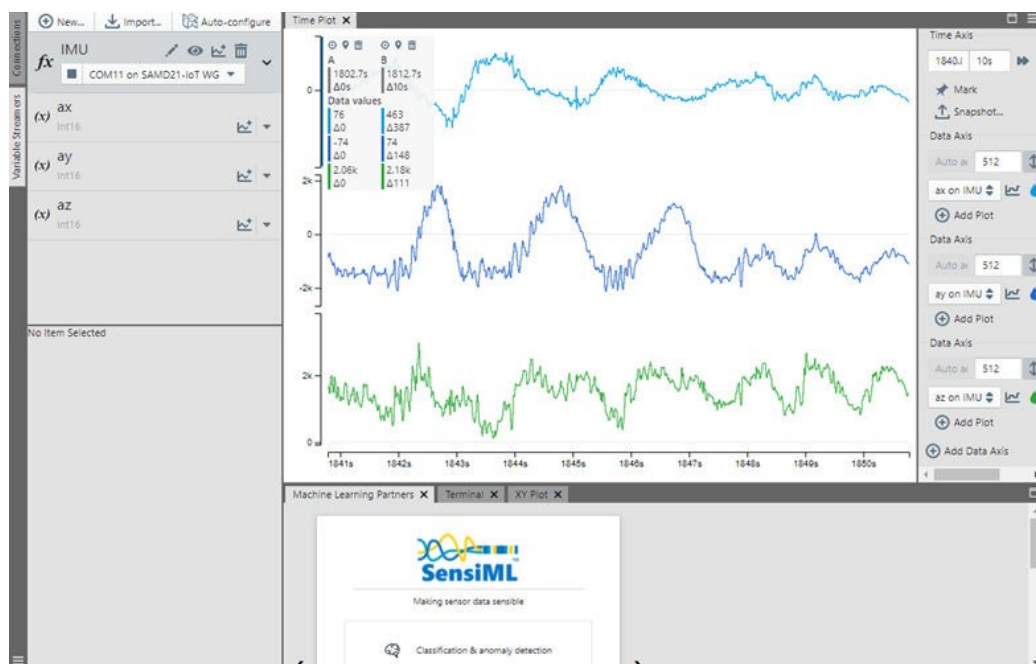 Connections
Variable Streamers
New...
Import...
Auto-configure
IMU
fx
COM11 on SAMD21-IoT WG
(x) ax
Int16
(x) ay
Int16
(x) az
Int16
No Item Selected
Time Plot
A
B
1802.7s
1812.7s
Δ0s
Δ10s
Data values
76
463
Δ0
Δ387
-74
74
Δ0
Δ148
2.06k
2.18k
Δ0
Δ111
0
2k
0
-2k
2k
0
1841s 1842s 1843s 1844s 1845s 1846s 1847s 1848s 1849s 1850s
Time Axis
10s
Mark
Snapshot...
Data Axis
512
ax on IMU
Add Plot
Data Axis
512
ay on IMU
Add Plot
Data Axis
512
az on IMU
Add Plot
Add Data Axis
Machine Learning Partners
Terminal
XY Plot
SensiML
Making sensor data sensible
Classification & anomaly detection